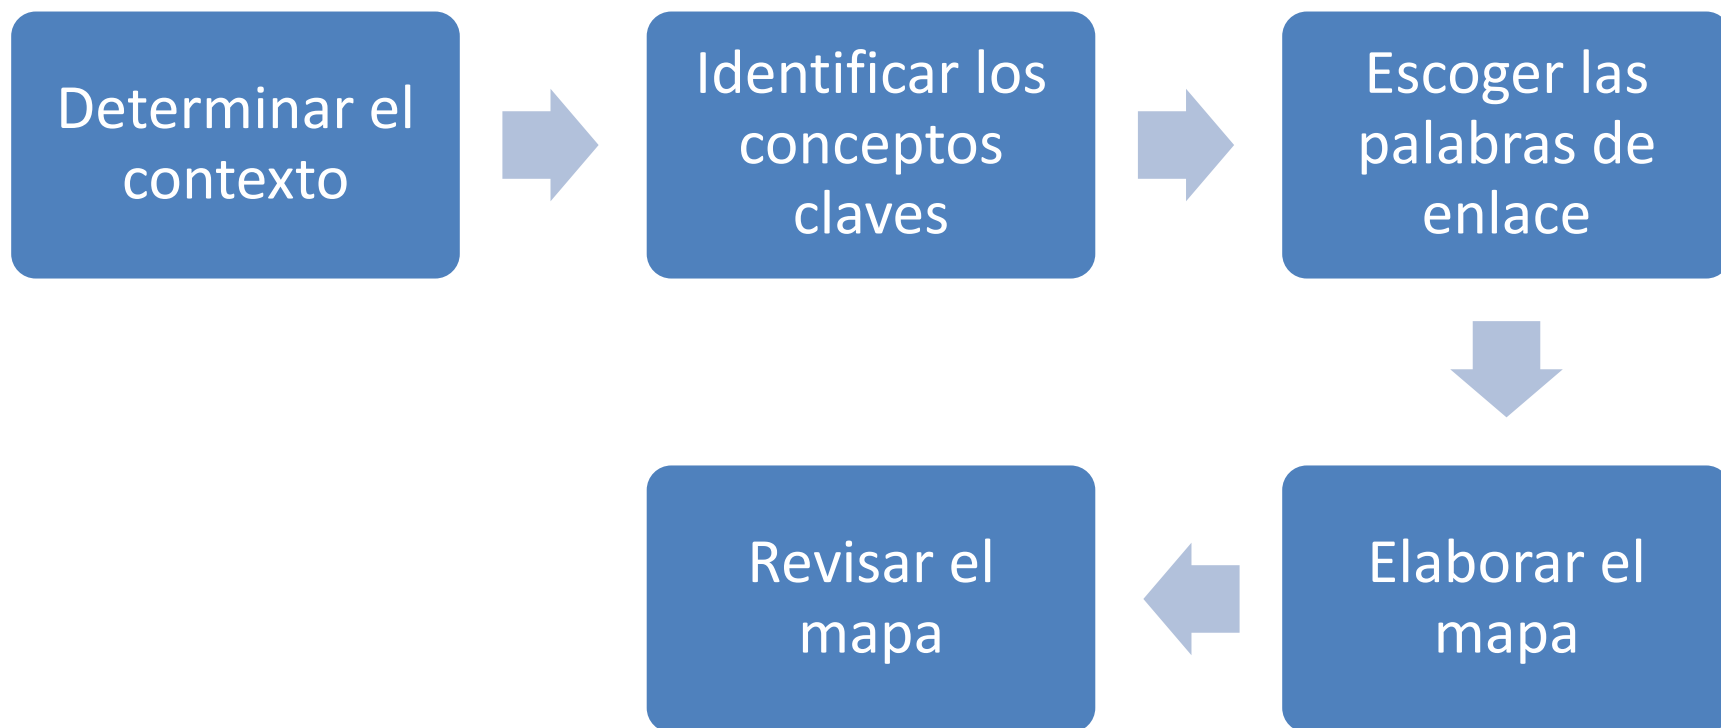 Determinar el
contexto
Identificar los
conceptos
claves
Escoger las
palabras de
enlace
Elaborar el
mapa
Revisar el
mapa